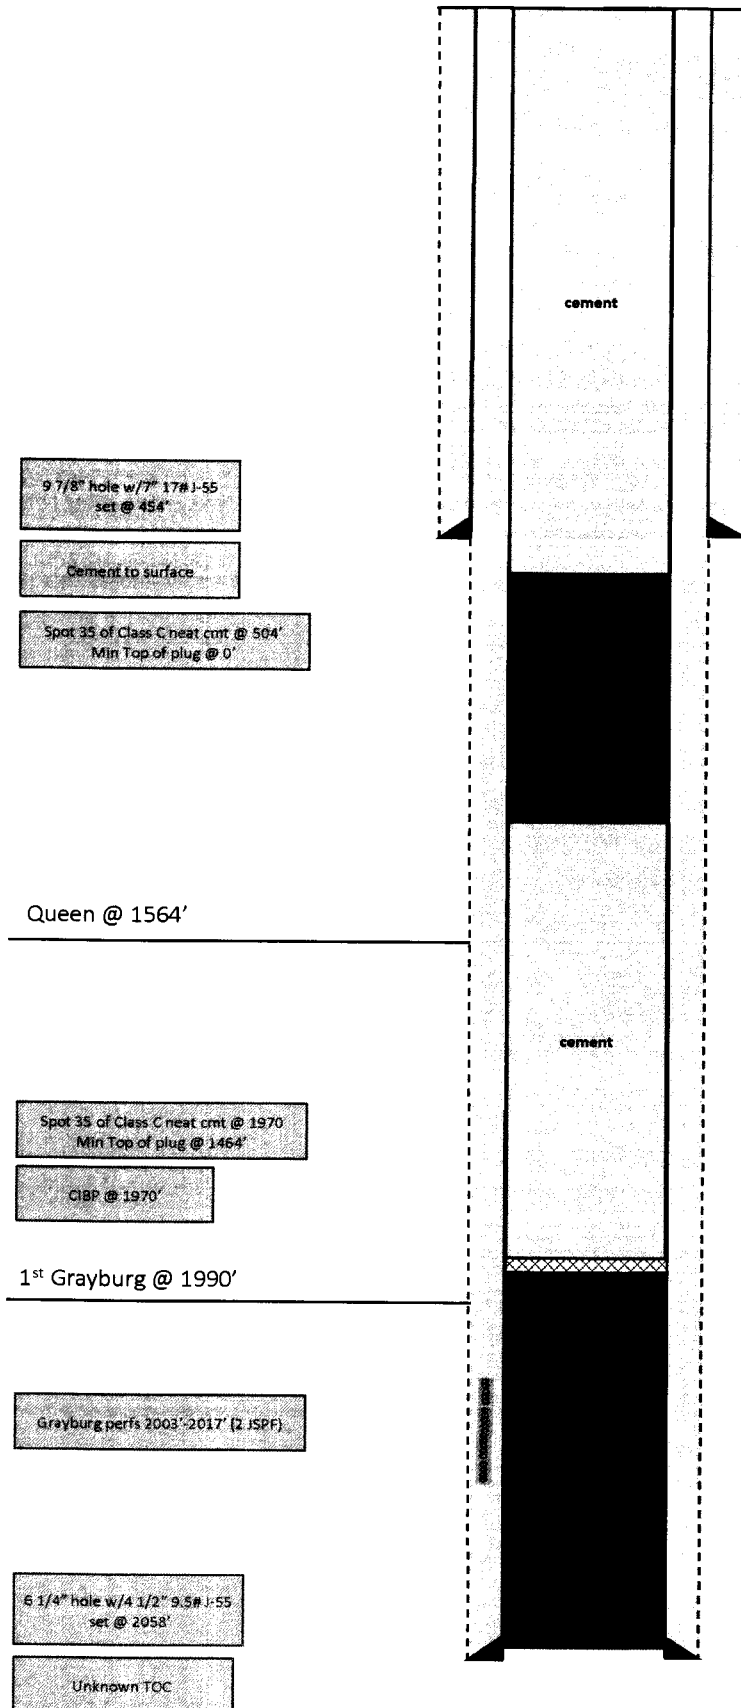 cement
9 7/8" hole w/7" 17# J-55
set @ 454'
Cement to surface
Spot 35 of Class C neat cmt @ 504'
Min Top of plug @ 0'
Queen @ 1564'
cement
Spot 35 of Class C neat cmt @ 1970
Min Top of plug @ 1464'
CIBP @ 1970'
1st Grayburg @ 1990'
Grayburg perfs 2003'-2017' (2 JSPF)
6 1/4" hole w/4 1/2" 9.5# J-55
set @ 2058'
Unknown TOC